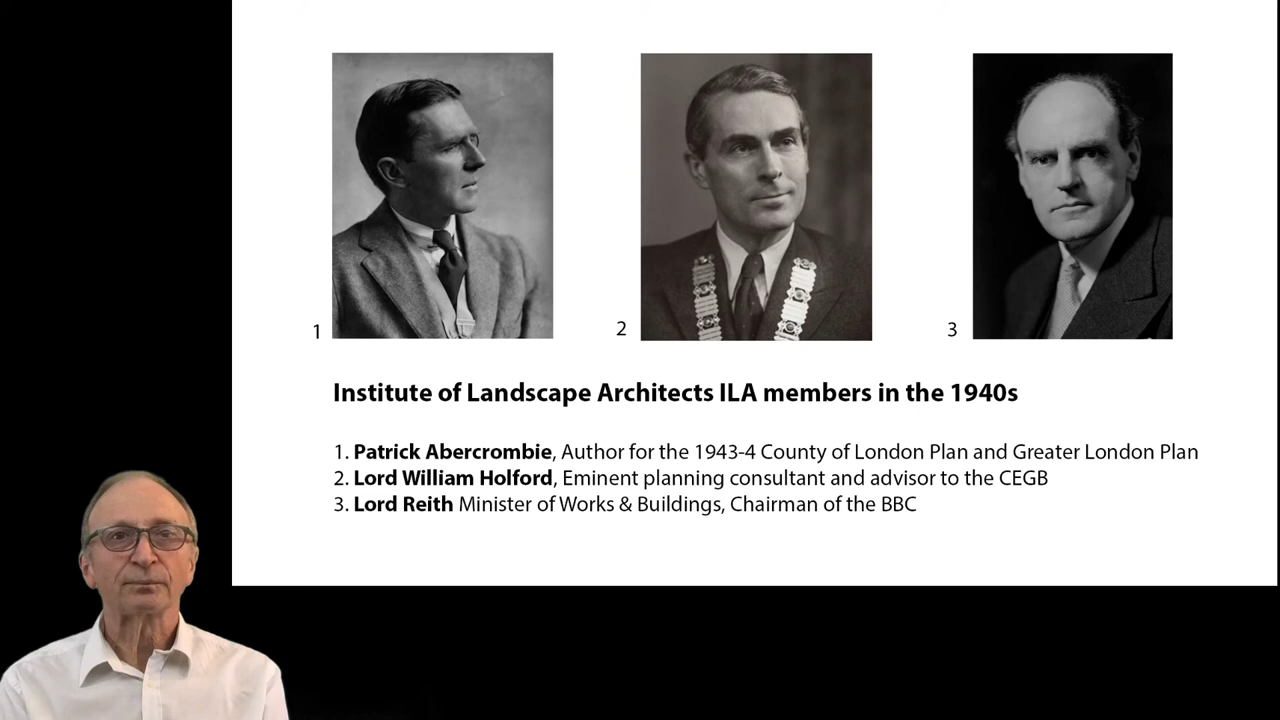 1
2
3
Institute of Landscape Architects ILA members in the 1940s
1. Patrick Abercrombie, Author for the 1943-4 County of London Plan and Greater London Plan
2. Lord William Holford, Eminent planning consultant and advisor to the CEGB
3. Lord Reith Minister of Works & Buildings, Chairman of the BBC